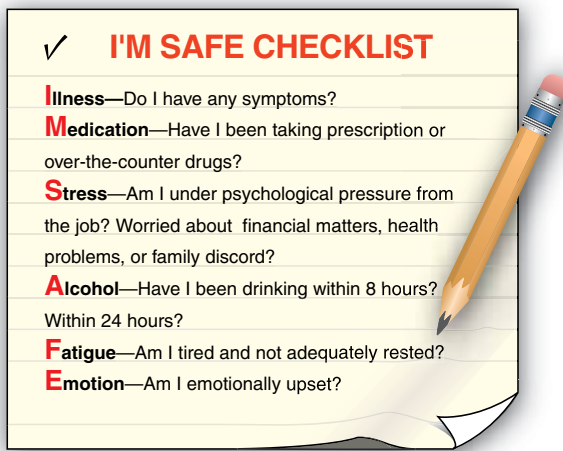 ✓ I'M SAFE CHECKLIST
Illness—Do I have any symptoms?
Medication—Have I been taking prescription or
over-the-counter drugs?
Stress—Am I under psychological pressure from
the job? Worried about financial matters, health
problems, or family discord?
Alcohol—Have I been drinking within 8 hours?
Within 24 hours?
Fatigue—Am I tired and not adequately rested?
Emotion—Am I emotionally upset?